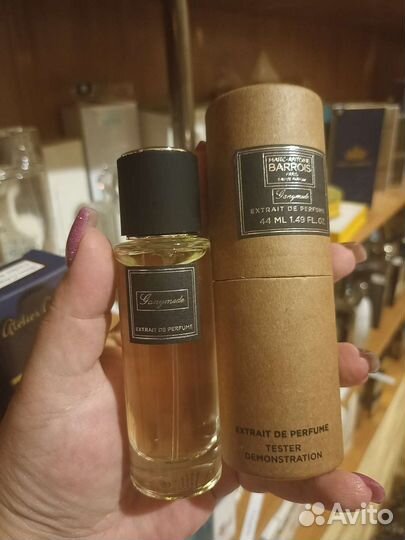 MARC-ANTOINE
BARROIS
PARIS
Ganymede
EXTRAIT DE PERFUME
44 ML 1.49 FL.OZ
Ganymede
EXTRAIT DE PERFUME
EXTRAIT DE PERFUME
TESTER
DEMONSTRATION
Atelier
Avito